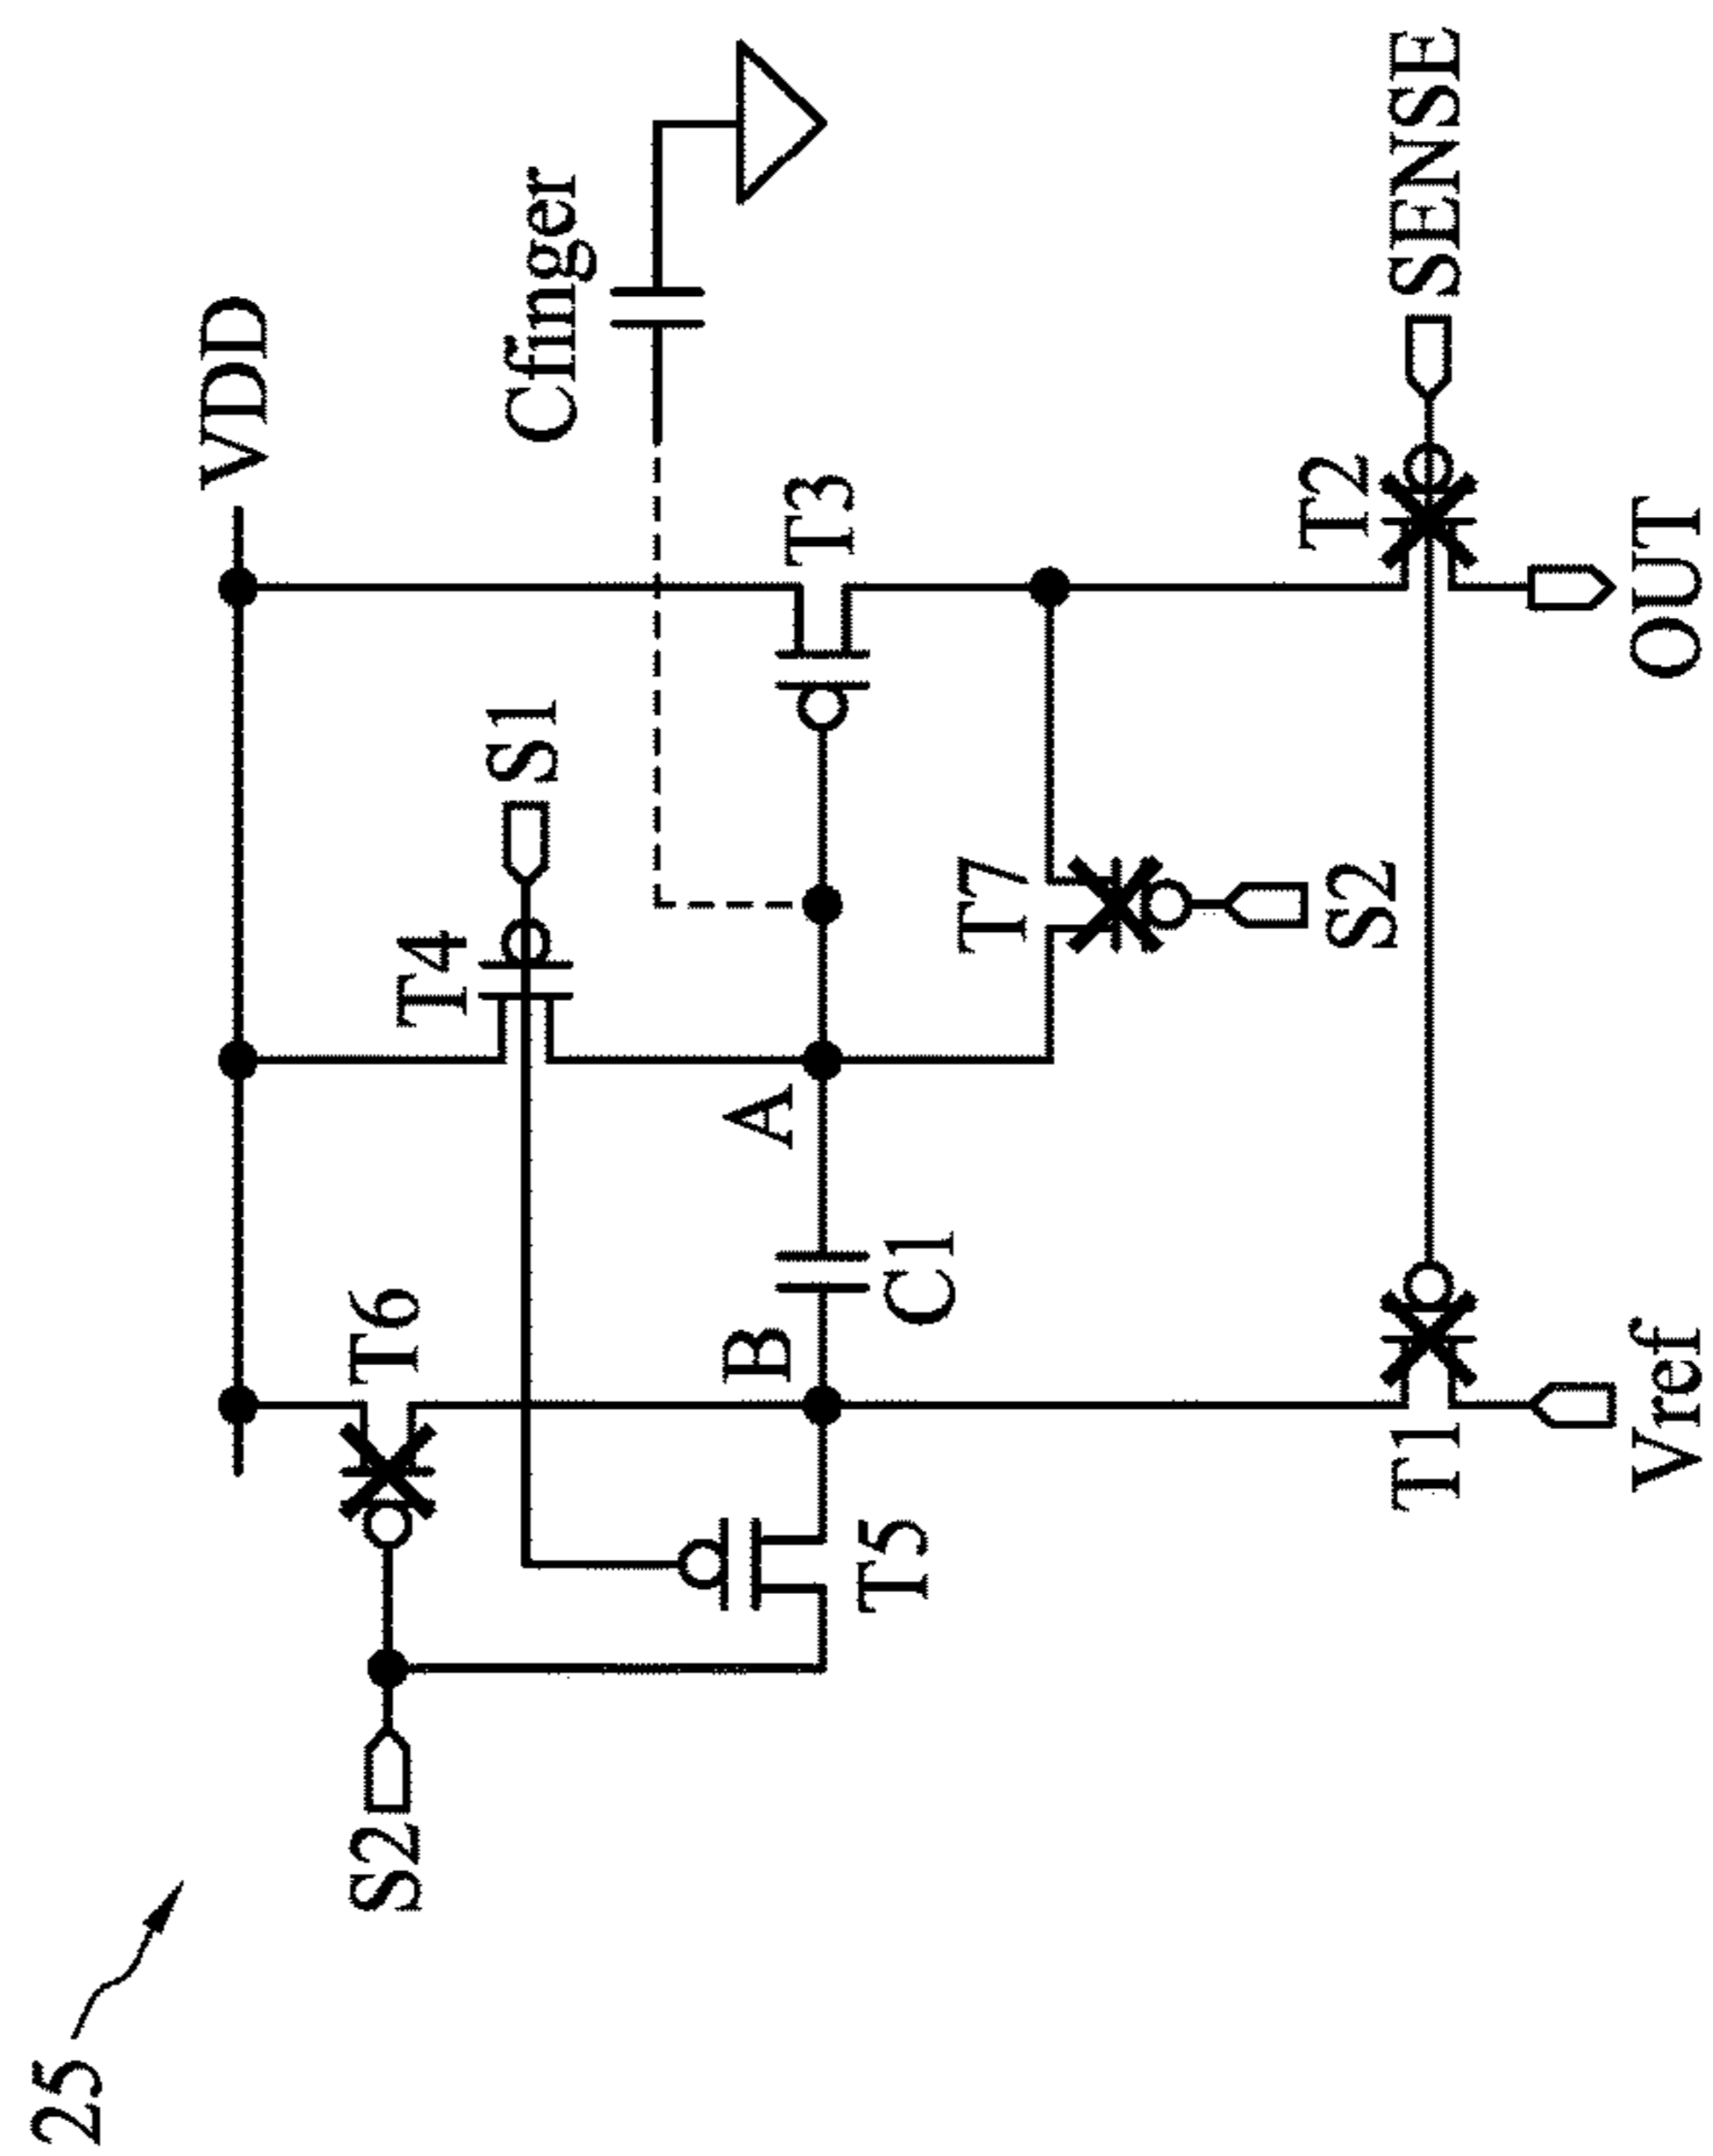 25
VDD
S2
T6
T4
S1
Cfinger
B
A
T3
C1
T5
T7
S2
T1
T2
SENSE
Vref
OUT